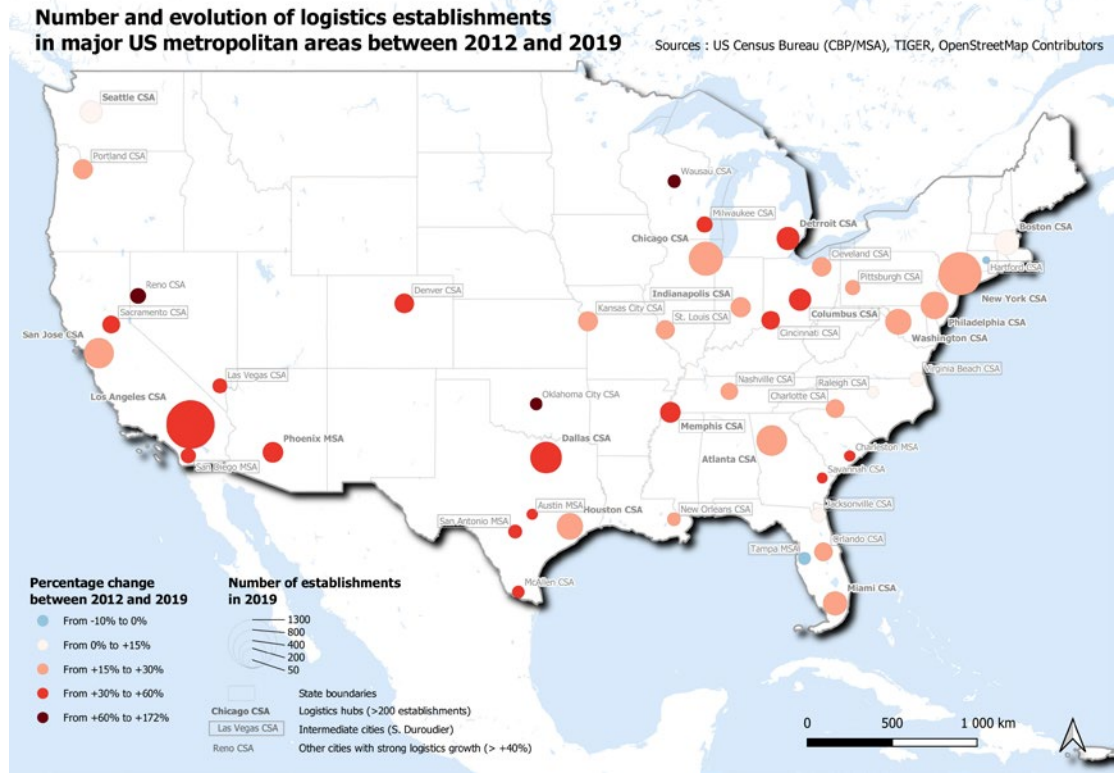 Number and evolution of logistics establishments
in major US metropolitan areas between 2012 and 2019
Sources : US Census Bureau (CBP/MSA), TIGER, OpenStreetMap Contributors
Seattle CSA
Portland CSA
Wausau CSA
Milwaukee CSA
Detrroit CSA
Boston CSA
Chicago CSA
Cleveland CSA
Hartford CSA
Reno CSA
Denver CSA
Pittsburgh CSA
Indianapolis CSA
New York CSA
Sacramento CSA
Kansas City CSA
St. Louis CSA
Columbus CSA
Philadelphia CSA
San Jose CSA
Cincinnati CSA
Washington CSA
Las Vegas CSA
Virginia Beach CSA
Nashville CSA
Raleigh CSA
Los Angeles CSA
Oklahoma City CSA
Charlotte CSA
Phoenix MSA
Dallas CSA
Memphis CSA
Atlanta CSA
Charleston MSA
San Diego MSA
Savannah CSA
Austin MSA
Houston CSA
New Orleans CSA
Jacksonville CSA
San Antonio MSA
Orlando CSA
Tampa MSA
McAllen CSA
Miami CSA
Percentage change
between 2012 and 2019
From -10% to 0%
From 0% to +15%
From +15% to +30%
From +30% to +60%
From +60% to +172%
Number of establishments
in 2019
1300
800
400
200
50
State boundaries
Chicago CSA Logistics hubs (>200 establishments)
Las Vegas CSA Intermediate cities (S. Duroudier)
Reno CSA Other cities with strong logistics growth (> +40%)
0 500 1 000 km